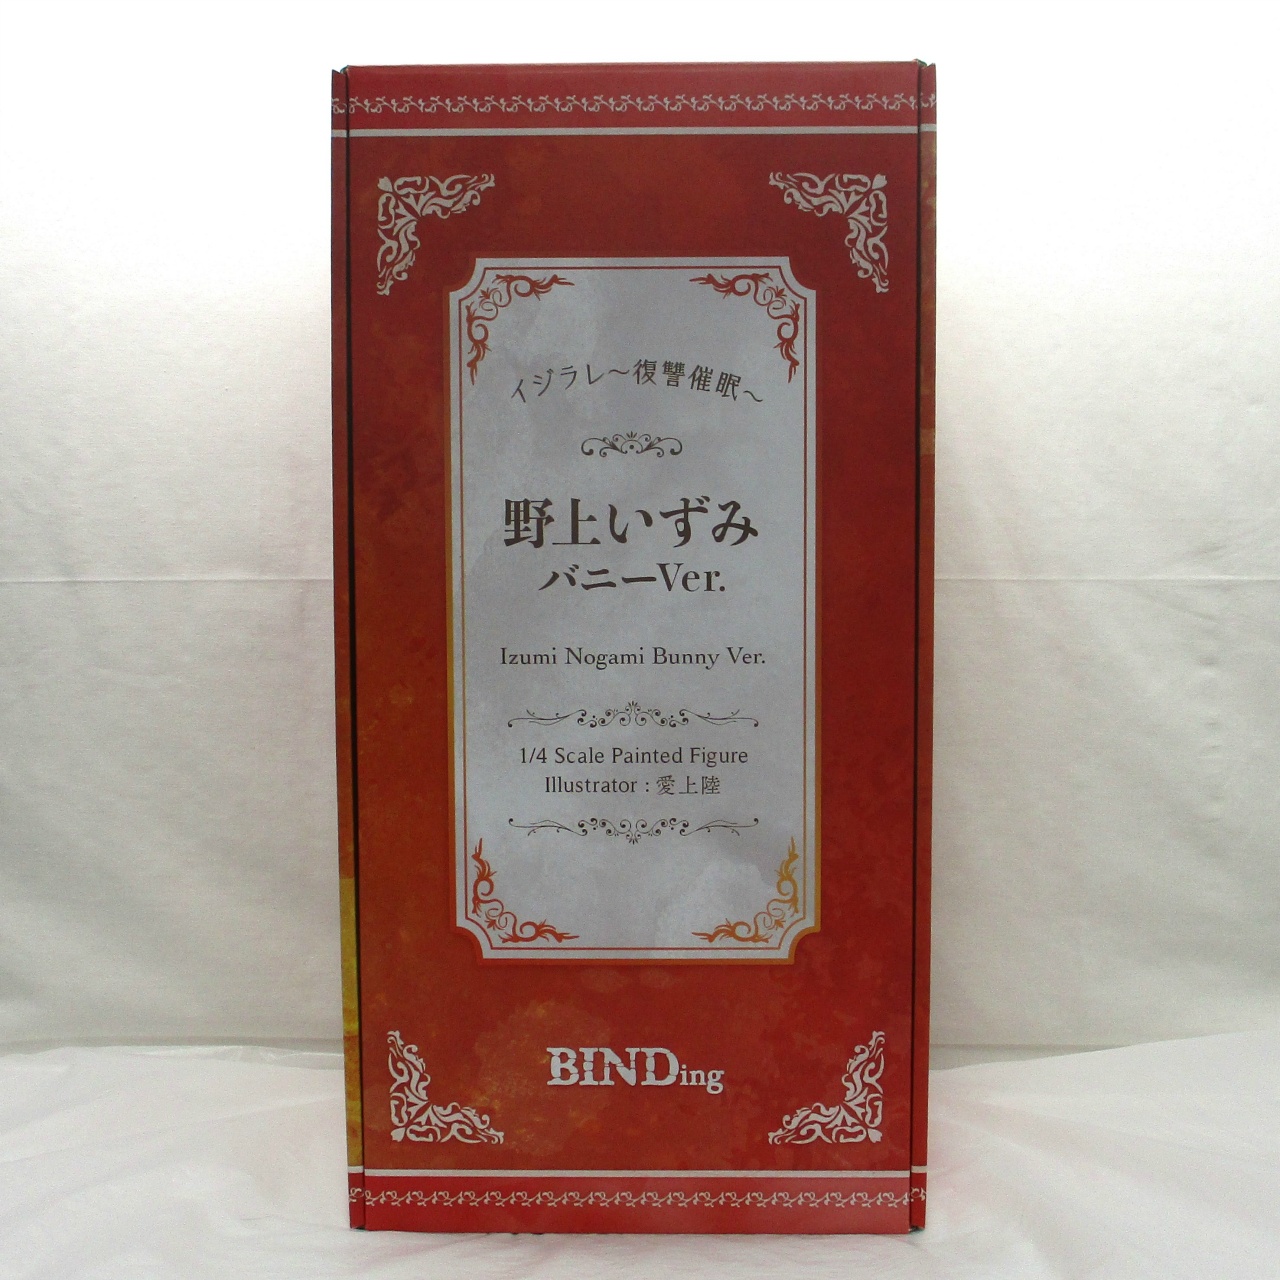 イジラレ～復讐催眠～
野上いずみ
バニーVer.
Izumi Nogami Bunny Ver.
1/4 Scale Painted Figure
Illustrator : 愛上陸
BINDing